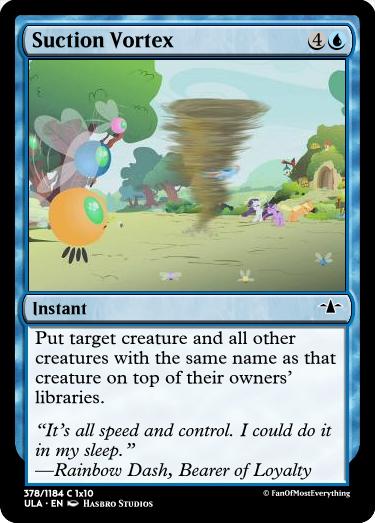 Suction Vortex 4
Instant
Put target creature and all other
creatures with the same name as that
creature on top of their owners'
libraries.
"It's all speed and control. I could do it
in my sleep."
—Rainbow Dash, Bearer of Loyalty
378/1184 C 1x10
ULA • EN Hasbro Studios
© FanOfMostEverything